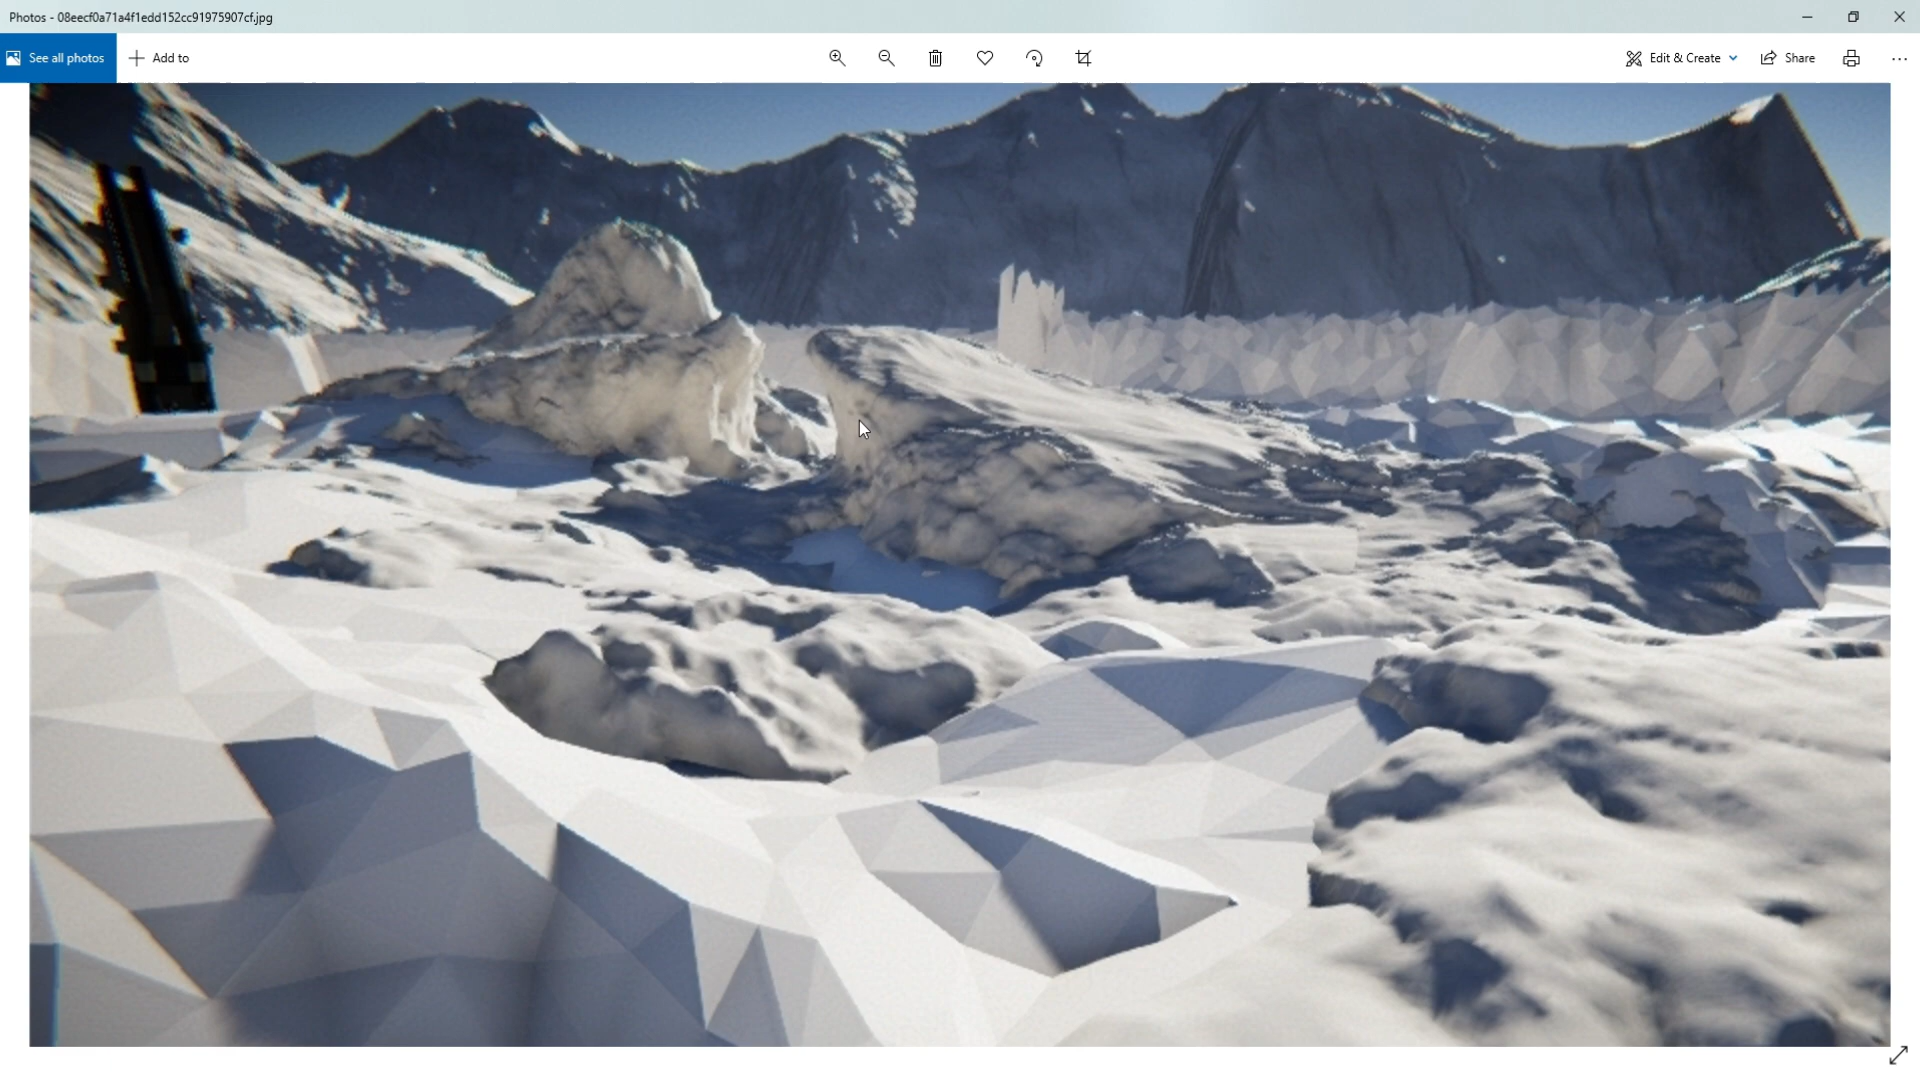 Photos - 08eecf0a71a4f1edd152cc91975907cf.jpg
See all photos
Add to
Edit & Create
Share